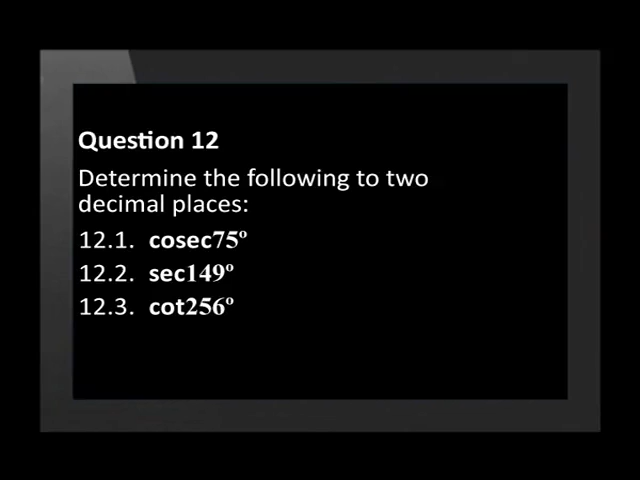 Question 12
Determine the following to two
decimal places:
12.1. cosec75º
12.2. sec149º
12.3. cot256º